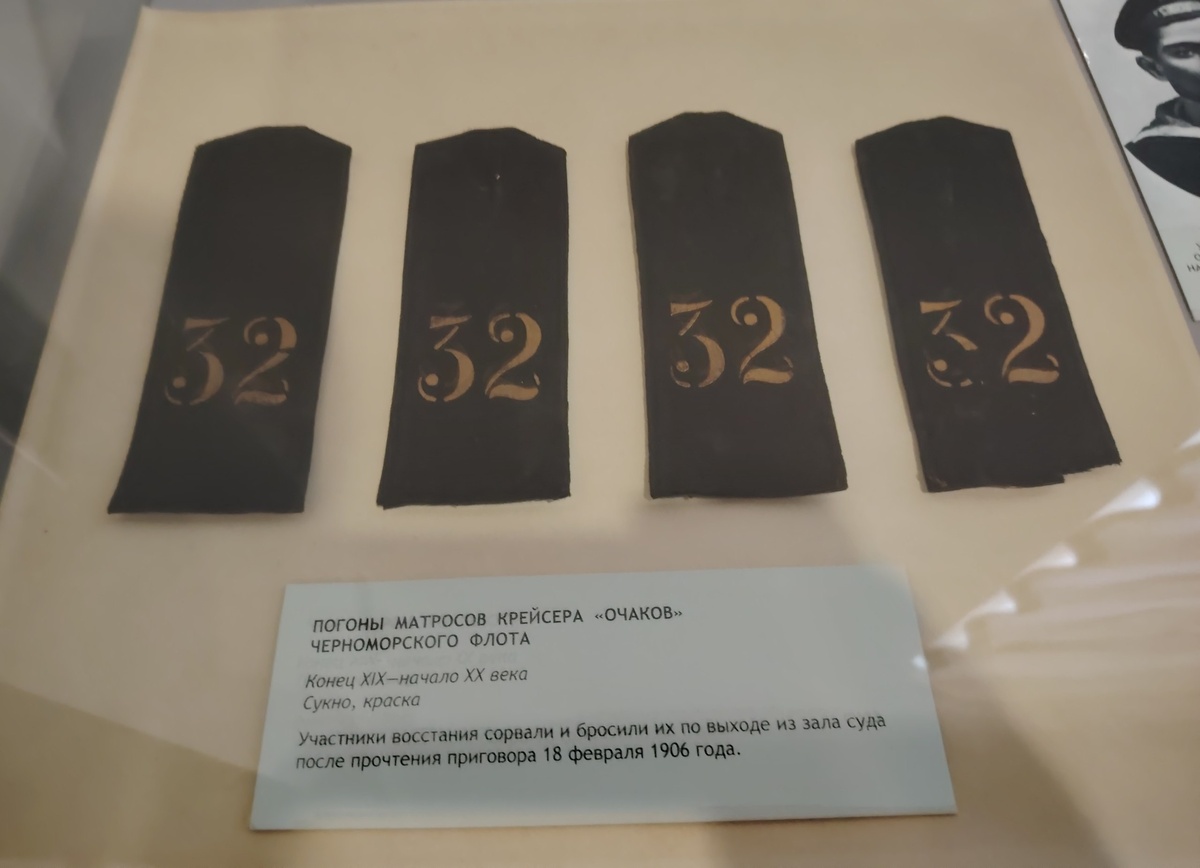 32 32 32 32
ПОГОНЫ МАТРОСОВ КРЕЙСЕРА «ОЧАКОВ»
ЧЕРНОМОРСКОГО ФЛОТА
Конец XIX—начало XX века
Сукно, краска
Участники восстания сорвали и бросили их по выходе из зала суда
после прочтения приговора 18 февраля 1906 года.